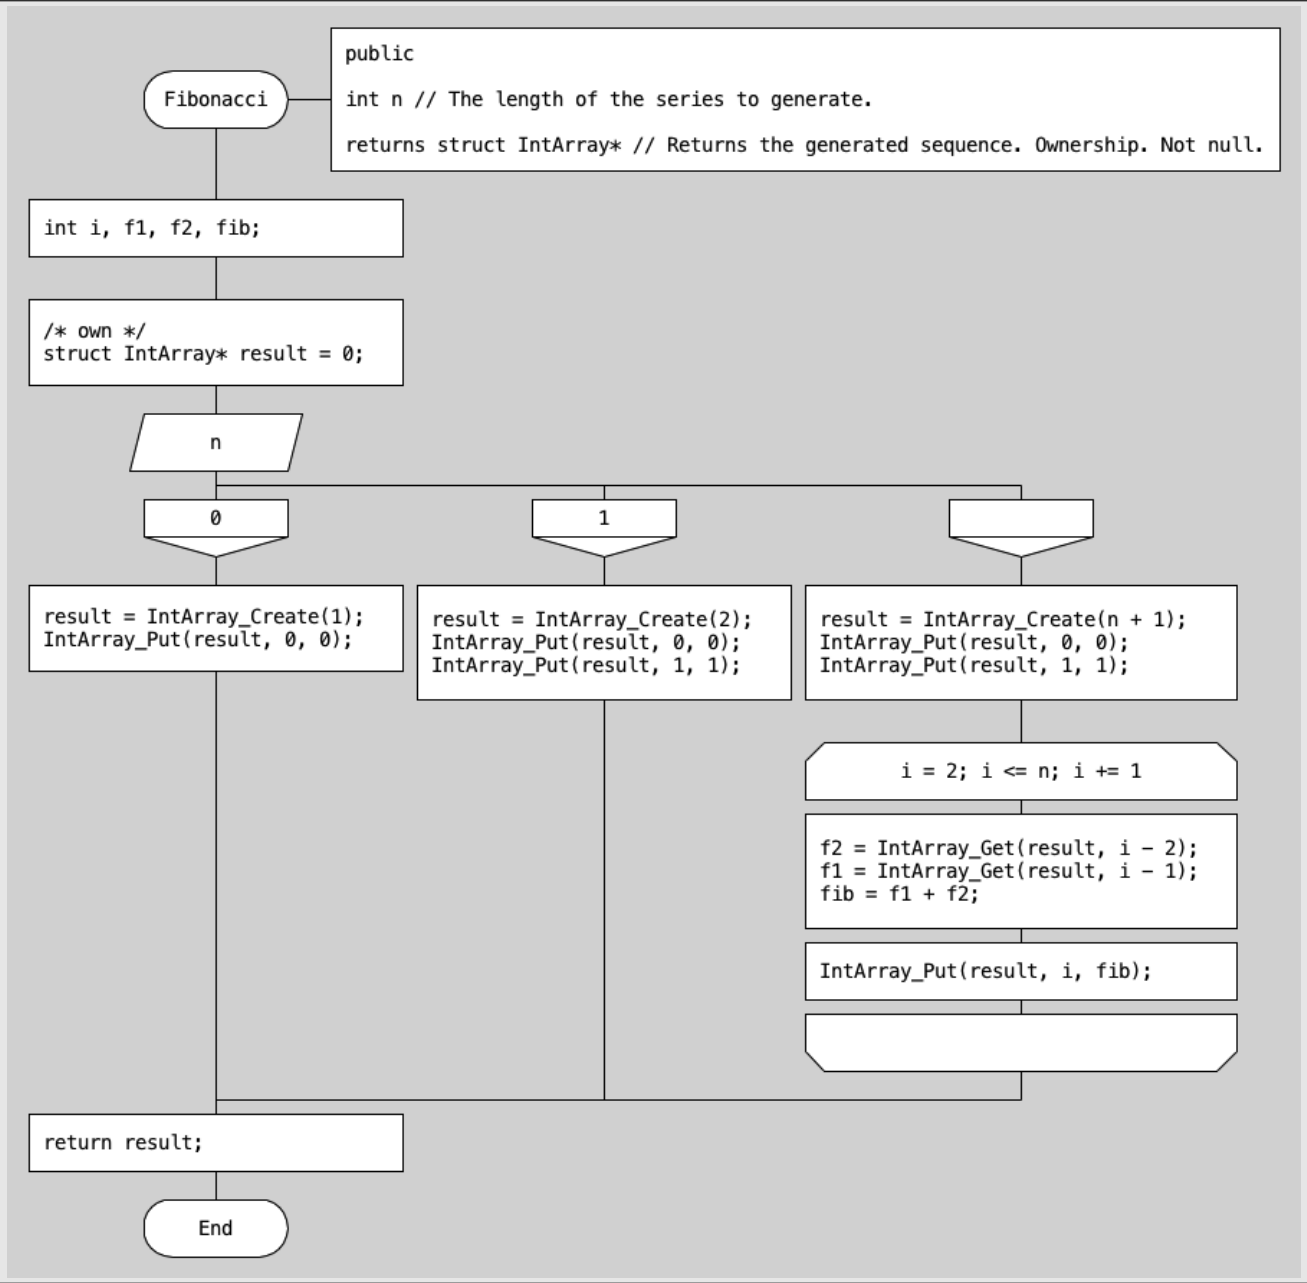 Fibonacci
public
int n // The length of the series to generate.
returns struct IntArray* // Returns the generated sequence. Ownership. Not null.
int i, f1, f2, fib;
/* own */
struct IntArray* result = 0;
n
0
1
result = IntArray_Create(1);
IntArray_Put(result, 0, 0);
result = IntArray_Create(2);
IntArray_Put(result, 0, 0);
IntArray_Put(result, 1, 1);
result = IntArray_Create(n + 1);
IntArray_Put(result, 0, 0);
IntArray_Put(result, 1, 1);
i = 2; i <= n; i += 1
f2 = IntArray_Get(result, i - 2);
f1 = IntArray_Get(result, i - 1);
fib = f1 + f2;
IntArray_Put(result, i, fib);
return result;
End